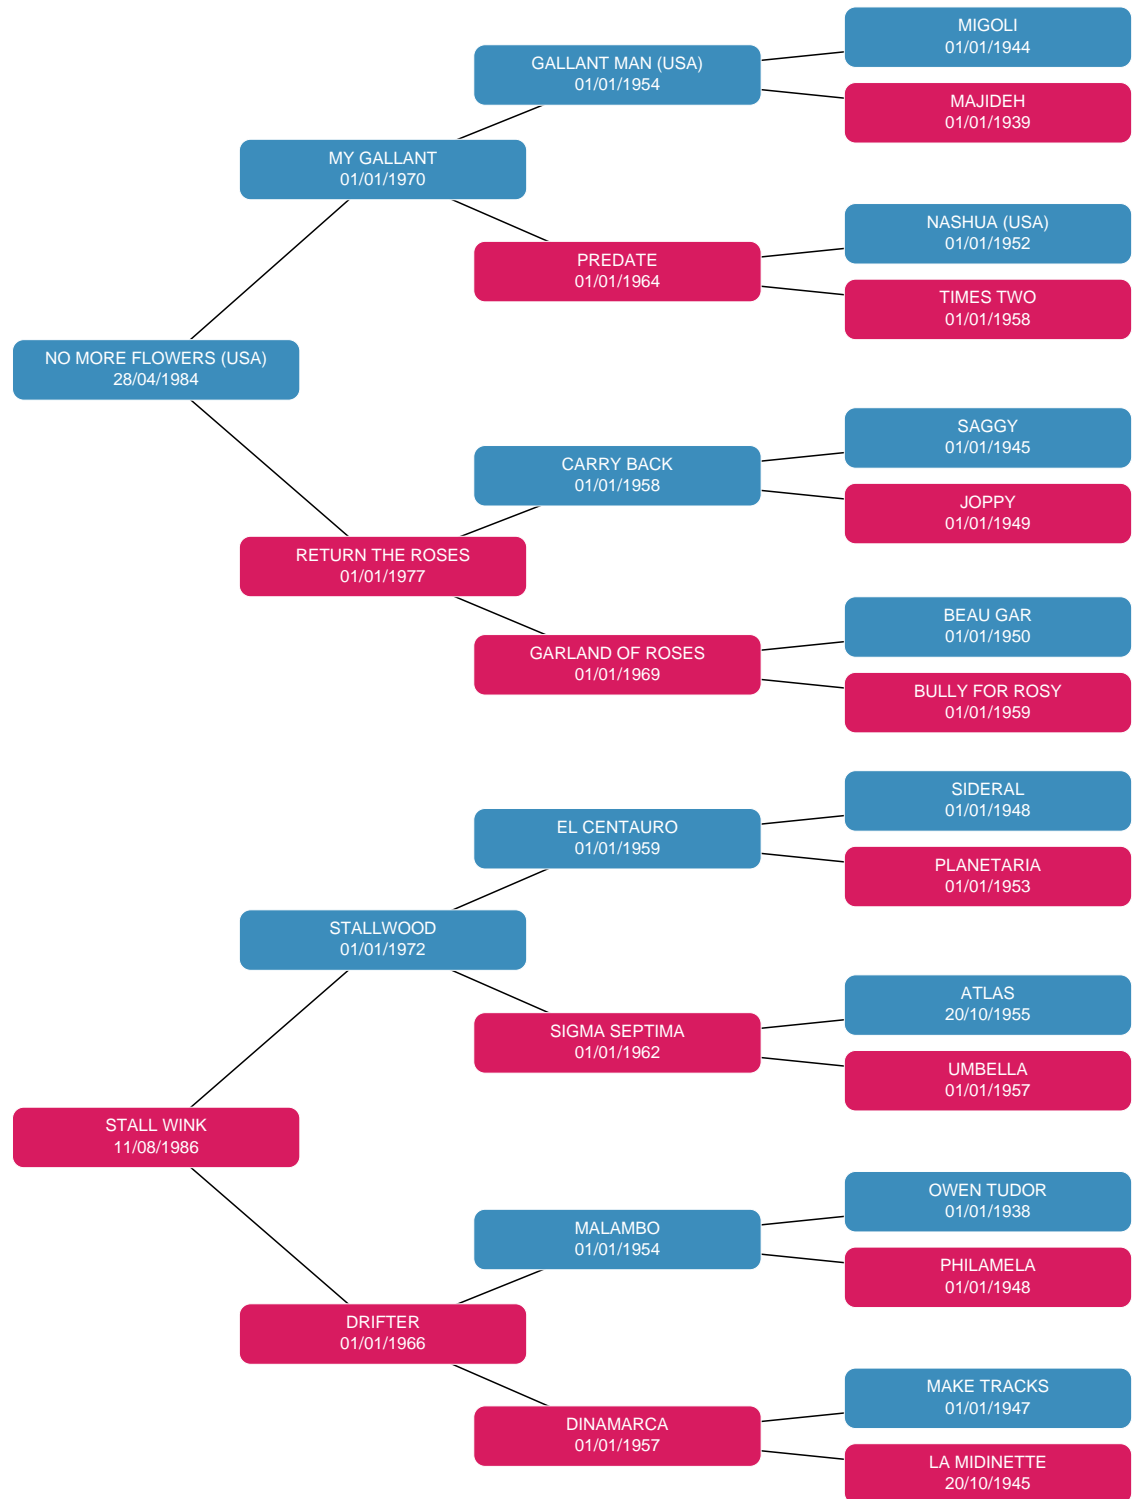 MIGOLI
01/01/1944
GALLANT MAN (USA)
01/01/1954
MAJIDEH
01/01/1939
MY GALLANT
01/01/1970
NASHUA (USA)
01/01/1952
PREDATE
01/01/1964
TIMES TWO
01/01/1958
NO MORE FLOWERS (USA)
28/04/1984
SAGGY
01/01/1945
CARRY BACK
01/01/1958
JOPPY
01/01/1949
RETURN THE ROSES
01/01/1977
BEAU GAR
01/01/1950
GARLAND OF ROSES
01/01/1969
BULLY FOR ROSY
01/01/1959
SIDERAL
01/01/1948
EL CENTAURO
01/01/1959
PLANETARIA
01/01/1953
STALLWOOD
01/01/1972
ATLAS
20/10/1955
SIGMA SEPTIMA
01/01/1962
UMBELLA
01/01/1957
STALL WINK
11/08/1986
OWEN TUDOR
01/01/1938
MALAMBO
01/01/1954
PHILAMELA
01/01/1948
DRIFTER
01/01/1966
MAKE TRACKS
01/01/1947
DINAMARCA
01/01/1957
LA MIDINETTE
20/10/1945